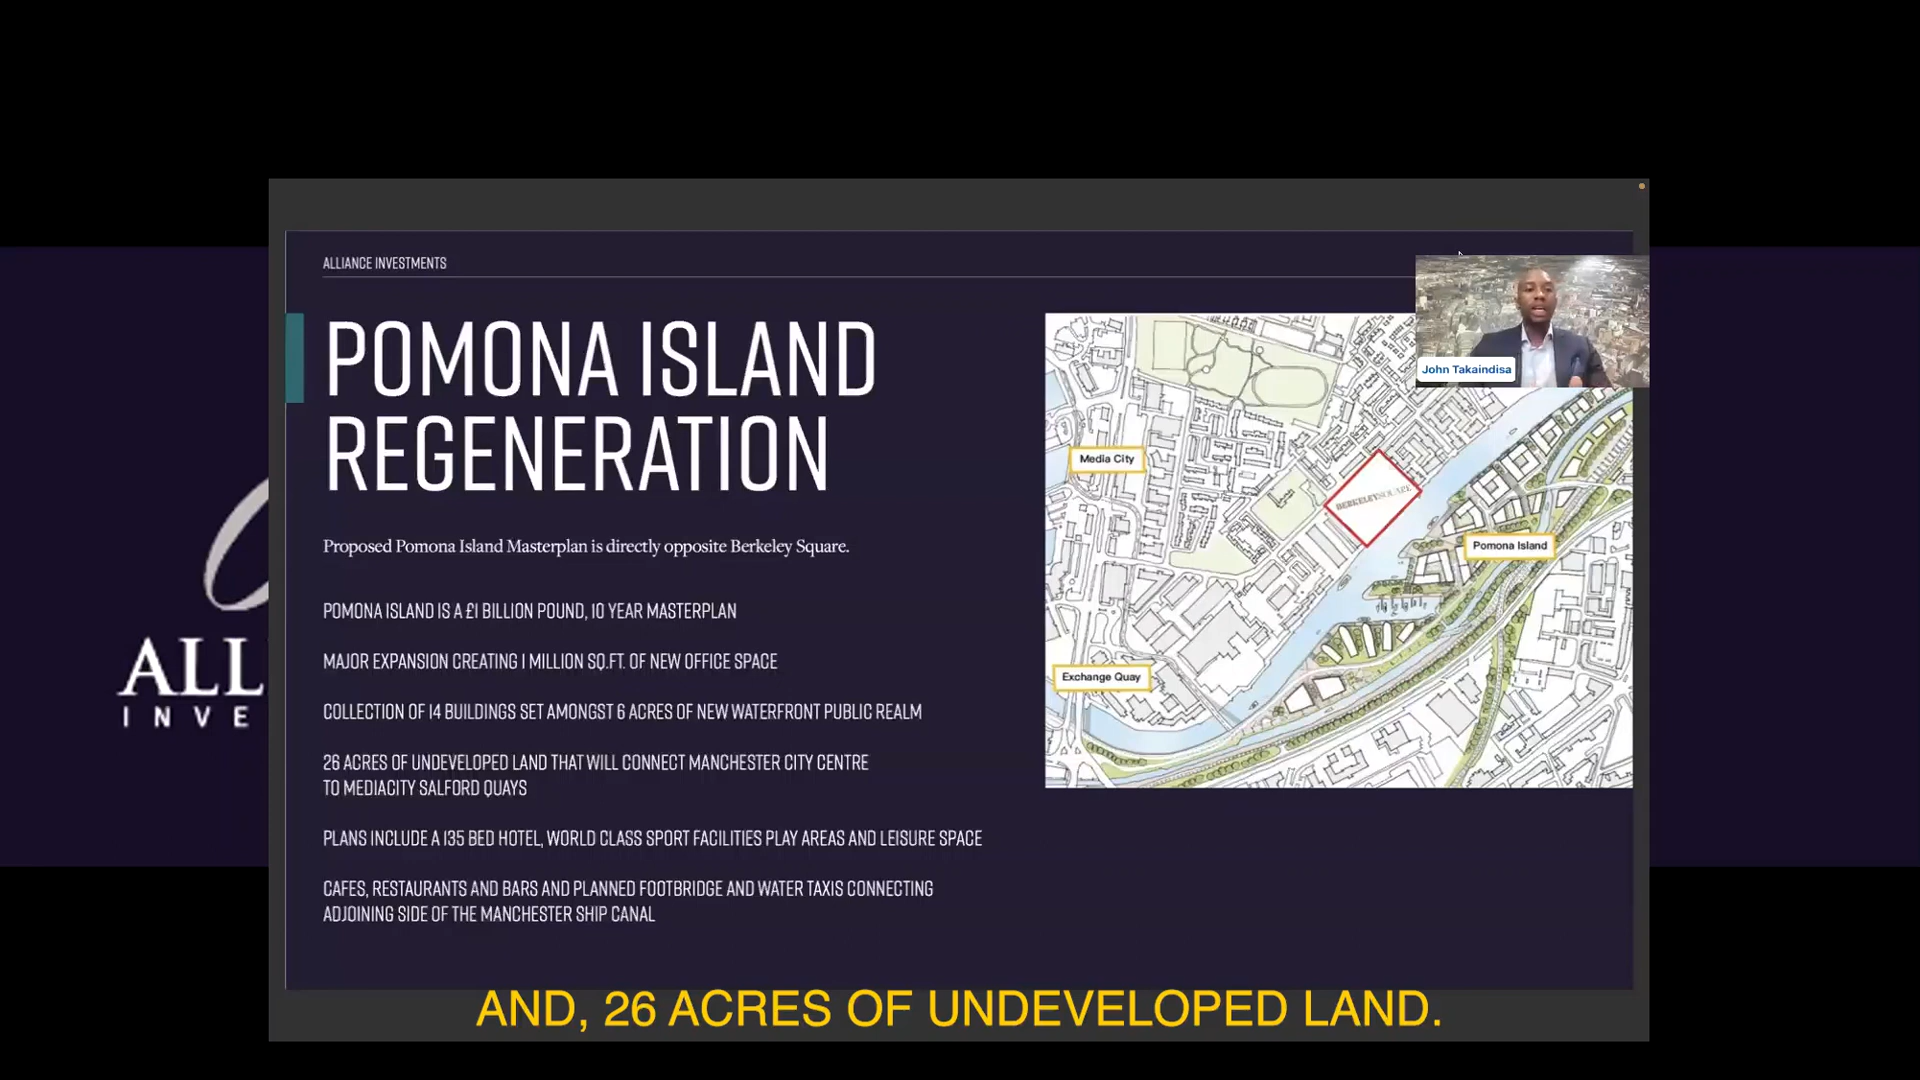 ALLIANCE INVESTMENTS
POMONA ISLAND
REGENERATION
Proposed Pomona Island Masterplan is directly opposite Berkeley Square.
POMONA ISLAND IS A £1 BILLION POUND, 10 YEAR MASTERPLAN
MAJOR EXPANSION CREATING 1 MILLION SQ.FT. OF NEW OFFICE SPACE
COLLECTION OF 14 BUILDINGS SET AMONGST 6 ACRES OF NEW WATERFRONT PUBLIC REALM
26 ACRES OF UNDEVELOPED LAND THAT WILL CONNECT MANCHESTER CITY CENTRE
TO MEDIACITY SALFORD QUAYS
PLANS INCLUDE A 135 BED HOTEL, WORLD CLASS SPORT FACILITIES PLAY AREAS AND LEISURE SPACE
CAFES, RESTAURANTS AND BARS AND PLANNED FOOTBRIDGE AND WATER TAXIS CONNECTING
ADJOINING SIDE OF THE MANCHESTER SHIP CANAL
John Takaindisa
Media City
BERKELEYSQUARE
Pomona Island
Exchange Quay
ALL
INVE
AND, 26 ACRES OF UNDEVELOPED LAND.